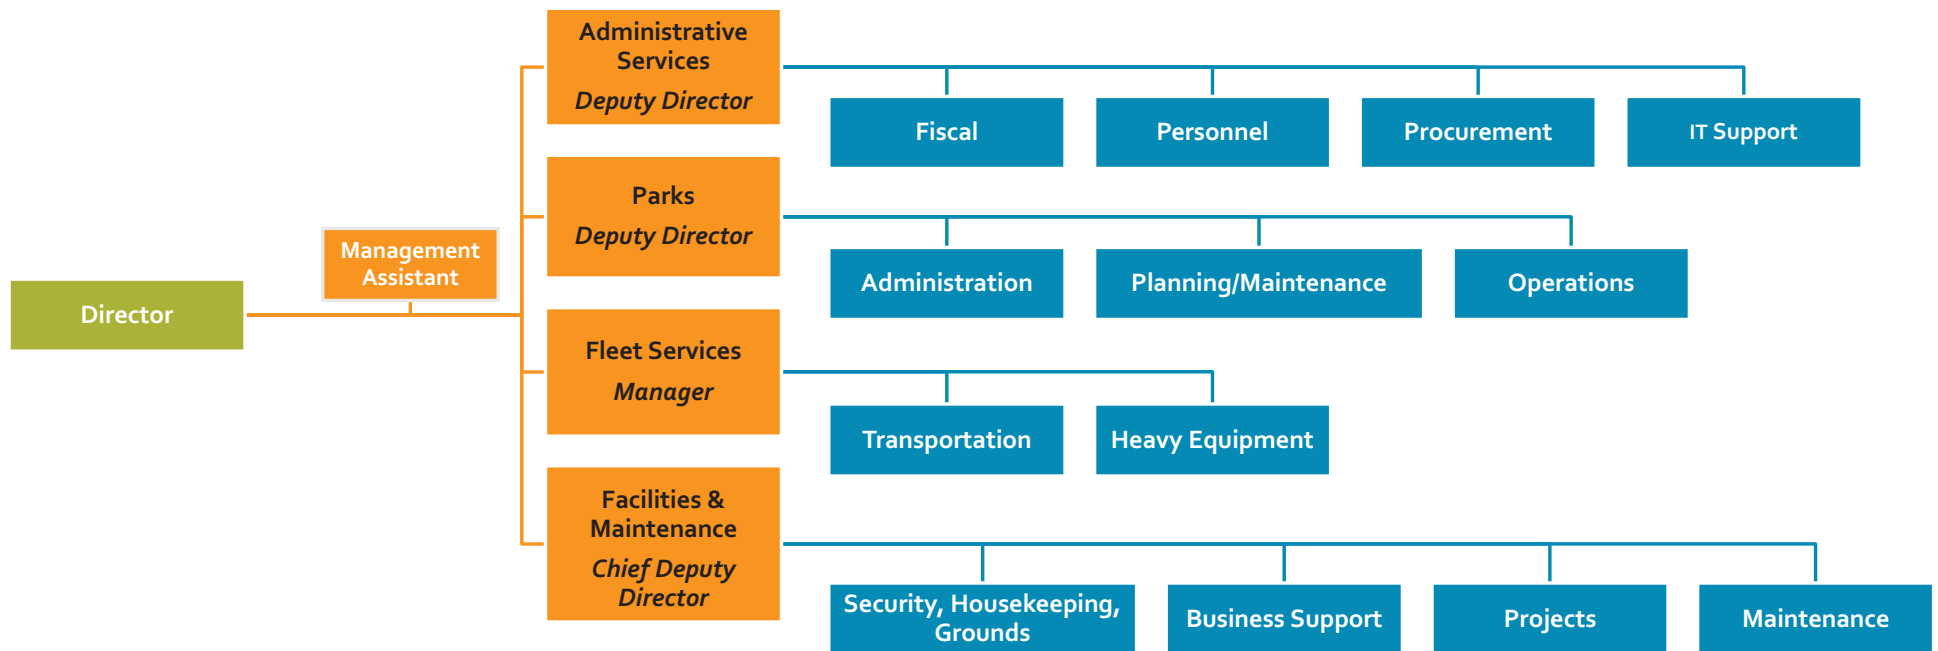 Director
Management
Assistant
Administrative
Services
Deputy Director
Fiscal
Personnel
Procurement
IT Support
Parks
Deputy Director
Administration
Planning/Maintenance
Operations
Fleet Services
Manager
Transportation
Heavy Equipment
Facilities &
Maintenance
Chief Deputy
Director
Security, Housekeeping,
Grounds
Business Support
Projects
Maintenance